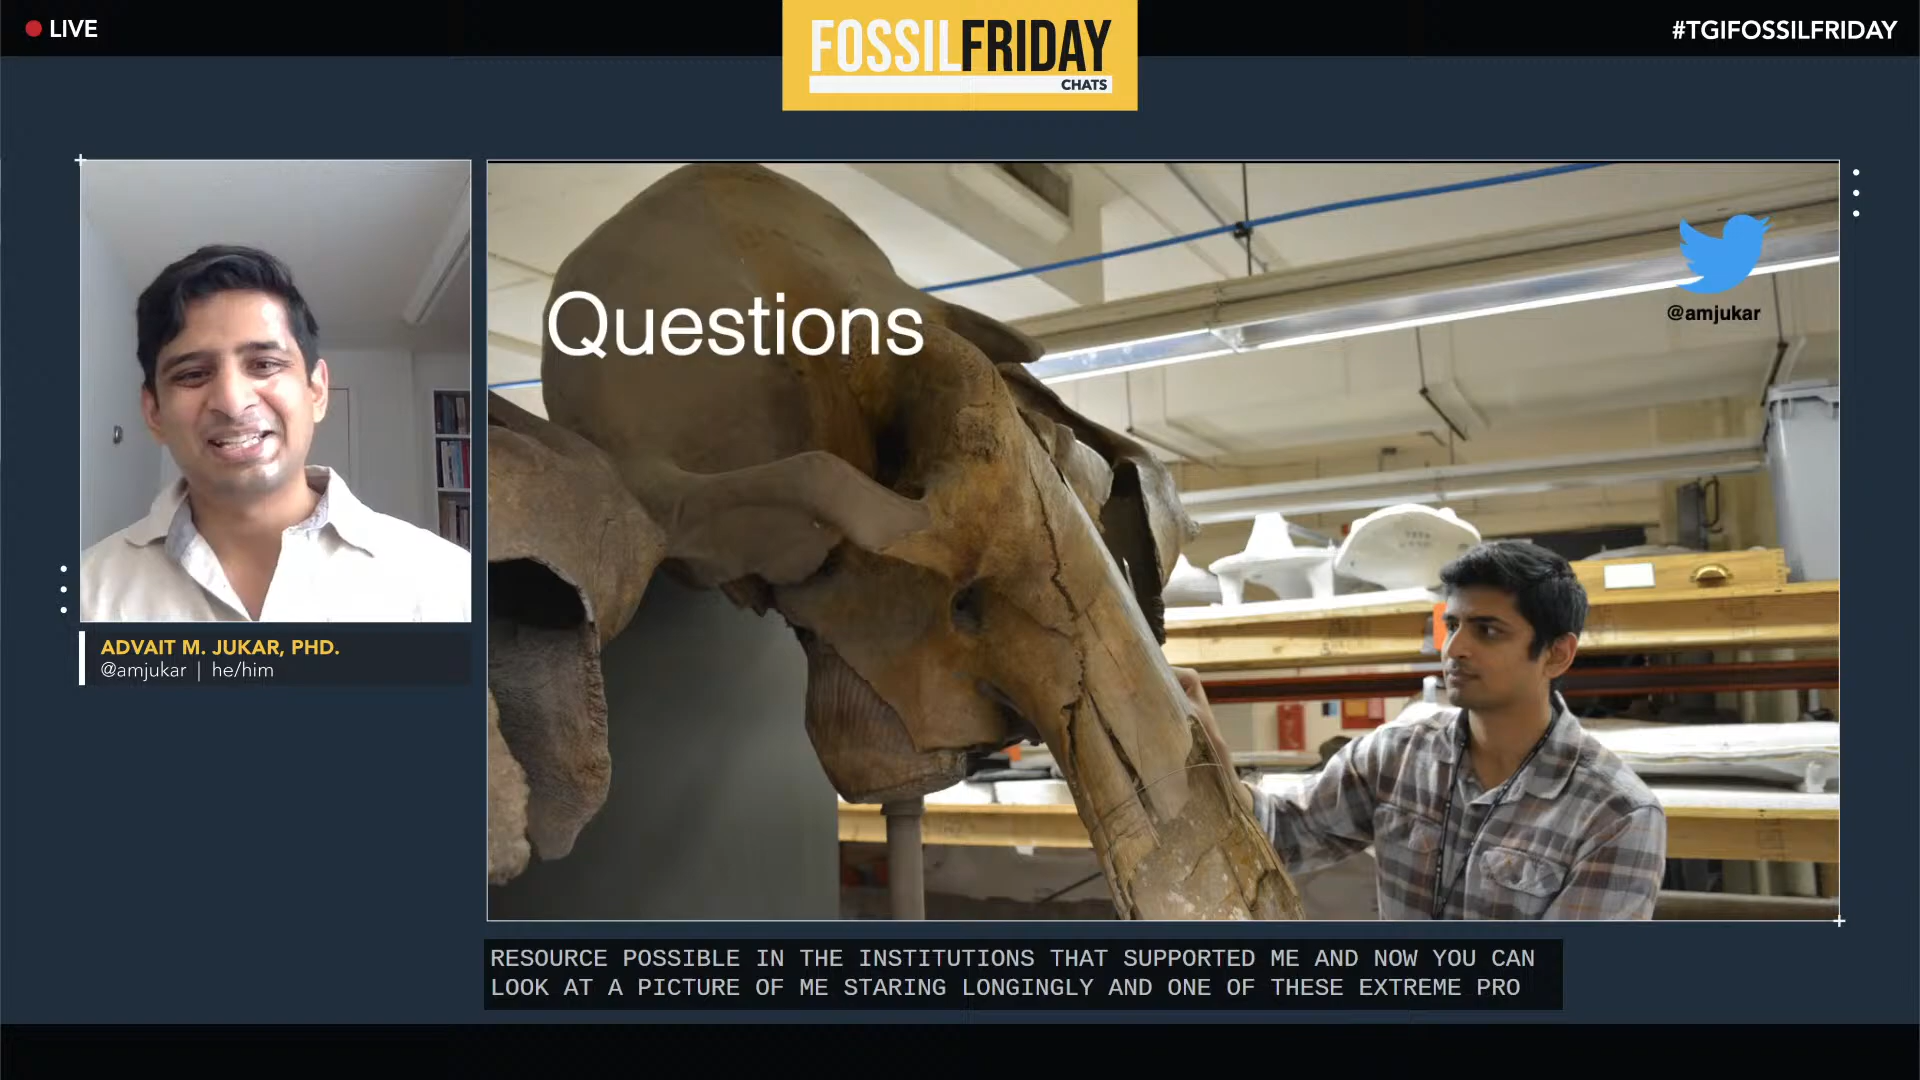 LIVE
FOSSILFRIDAY
CHATS
#TGIFOSSILFRIDAY
Questions
@amjukar
ADVAIT M. JUKAR, PHD.
@amjukar | he/him
RESOURCE POSSIBLE IN THE INSTITUTIONS THAT SUPPORTED ME AND NOW YOU CAN
LOOK AT A PICTURE OF ME STARING LONGINGLY AND ONE OF THESE EXTREME PRO